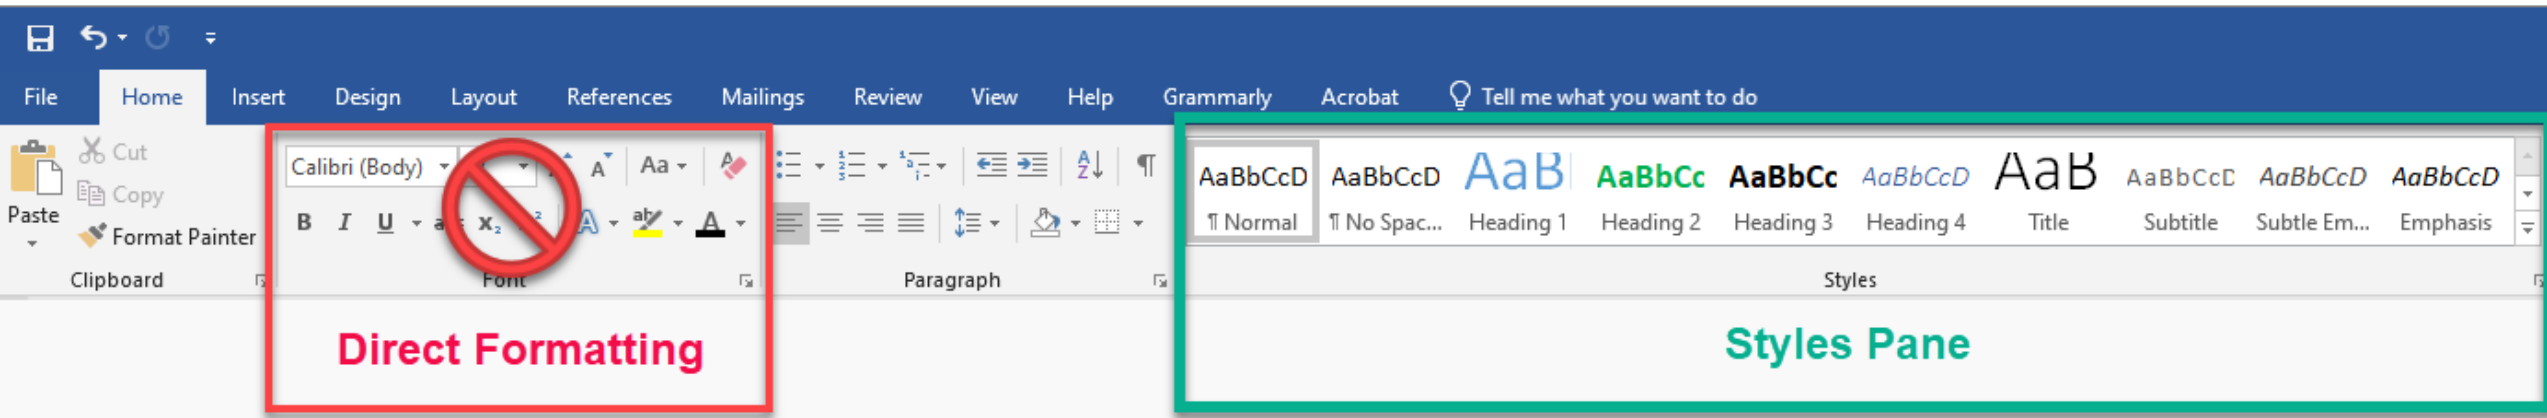 File Home Insert Design Layout References Mailings Review View Help Grammarly Acrobat Tell me what you want to do
Paste
Cut
Copy
Format Painter
Clipboard
Calibri (Body)
Aa
B I U
Font
Direct Formatting
Paragraph
AaBbCcD AaBbCcD AaB AaBbCc AaBbCc AaBbCcD AaB AaBbCcD AaBbCcD AaBbCcD
¶ Normal ¶ No Spac... Heading 1 Heading 2 Heading 3 Heading 4 Title Subtitle Subtle Em... Emphasis
Styles
Styles Pane